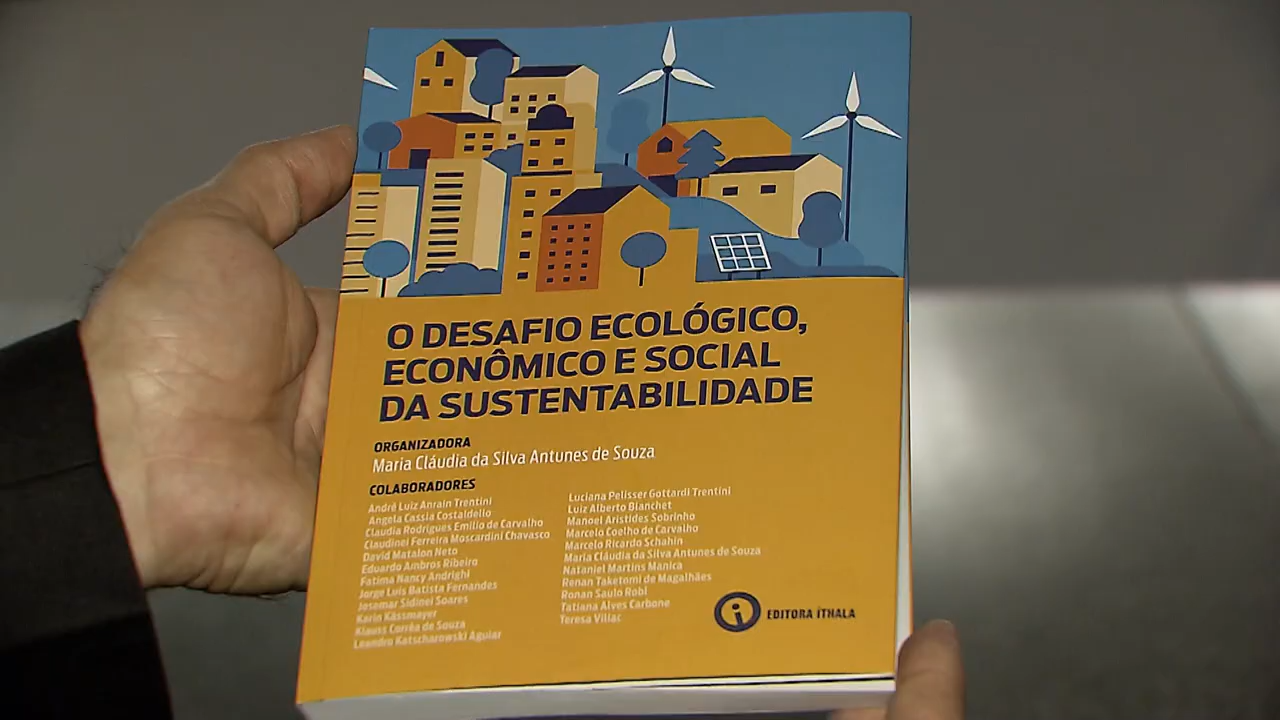 O DESAFIO ECOLÓGICO,
ECONÔMICO E SOCIAL
DA SUSTENTABILIDADE
ORGANIZADORA
Maria Cláudia da Silva Antunes de Souza
COLABORADORES
André Luiz Anrain Trentini
Angela Cassia Costaldello
Claudia Rodrigues Emilio de Carvalho
Claudinei Ferreira Moscardini Chavasco
David Matalon Neto
Eduardo Ambros Ribeiro
Fatima Nancy Andrighi
Jorge Luis Batista Fernandes
Josemar Sidinei Soares
Karin Kässmayer
Klauss Corrêa de Souza
Leandro Katscharowski Aguiar
Luciana Pelisser Gottardi Trentini
Luiz Alberto Blanchet
Manoel Aristides Sobrinho
Marcelo Coelho de Carvalho
Marcelo Ricardo Schahin
Maria Cláudia da Silva Antunes de Souza
Nataniel Martins Manica
Renan Taketomi de Magalhães
Ronan Saulo Robl
Tatiana Alves Carbone
Teresa Villac
EDITORA ÍTHALA